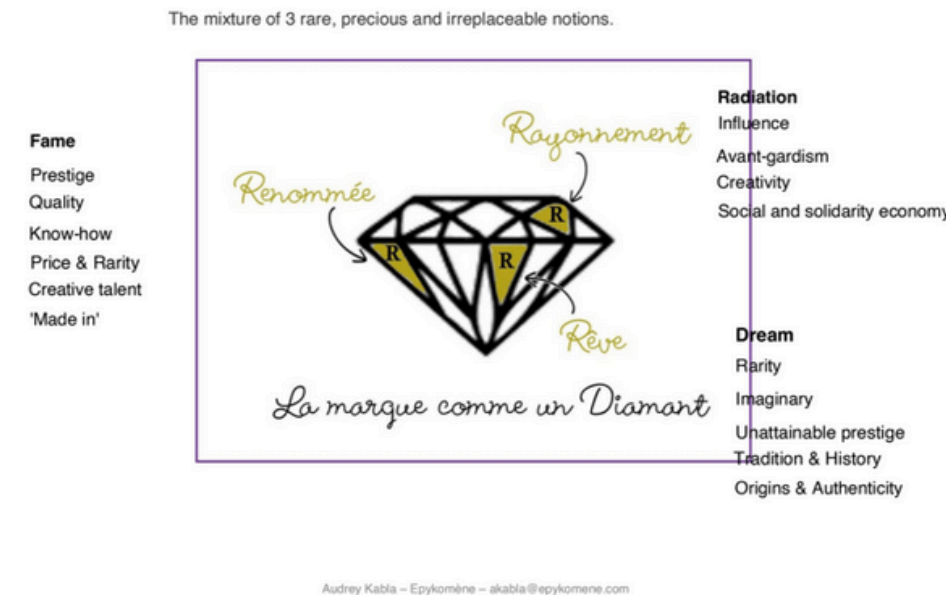 The mixture of 3 rare, precious and irreplaceable notions.
Fame
Prestige
Quality
Know-how
Price & Rarity
Creative talent
'Made in'
Renommée
Rayonnement
R
R
R
Rêve
La marque comme un Diamant
Radiation
Influence
Avant-gardism
Creativity
Social and solidarity economy
Dream
Rarity
Imaginary
Unattainable prestige
Tradition & History
Origins & Authenticity
Audrey Kabla – Epykomène – akabla@epykomene.com